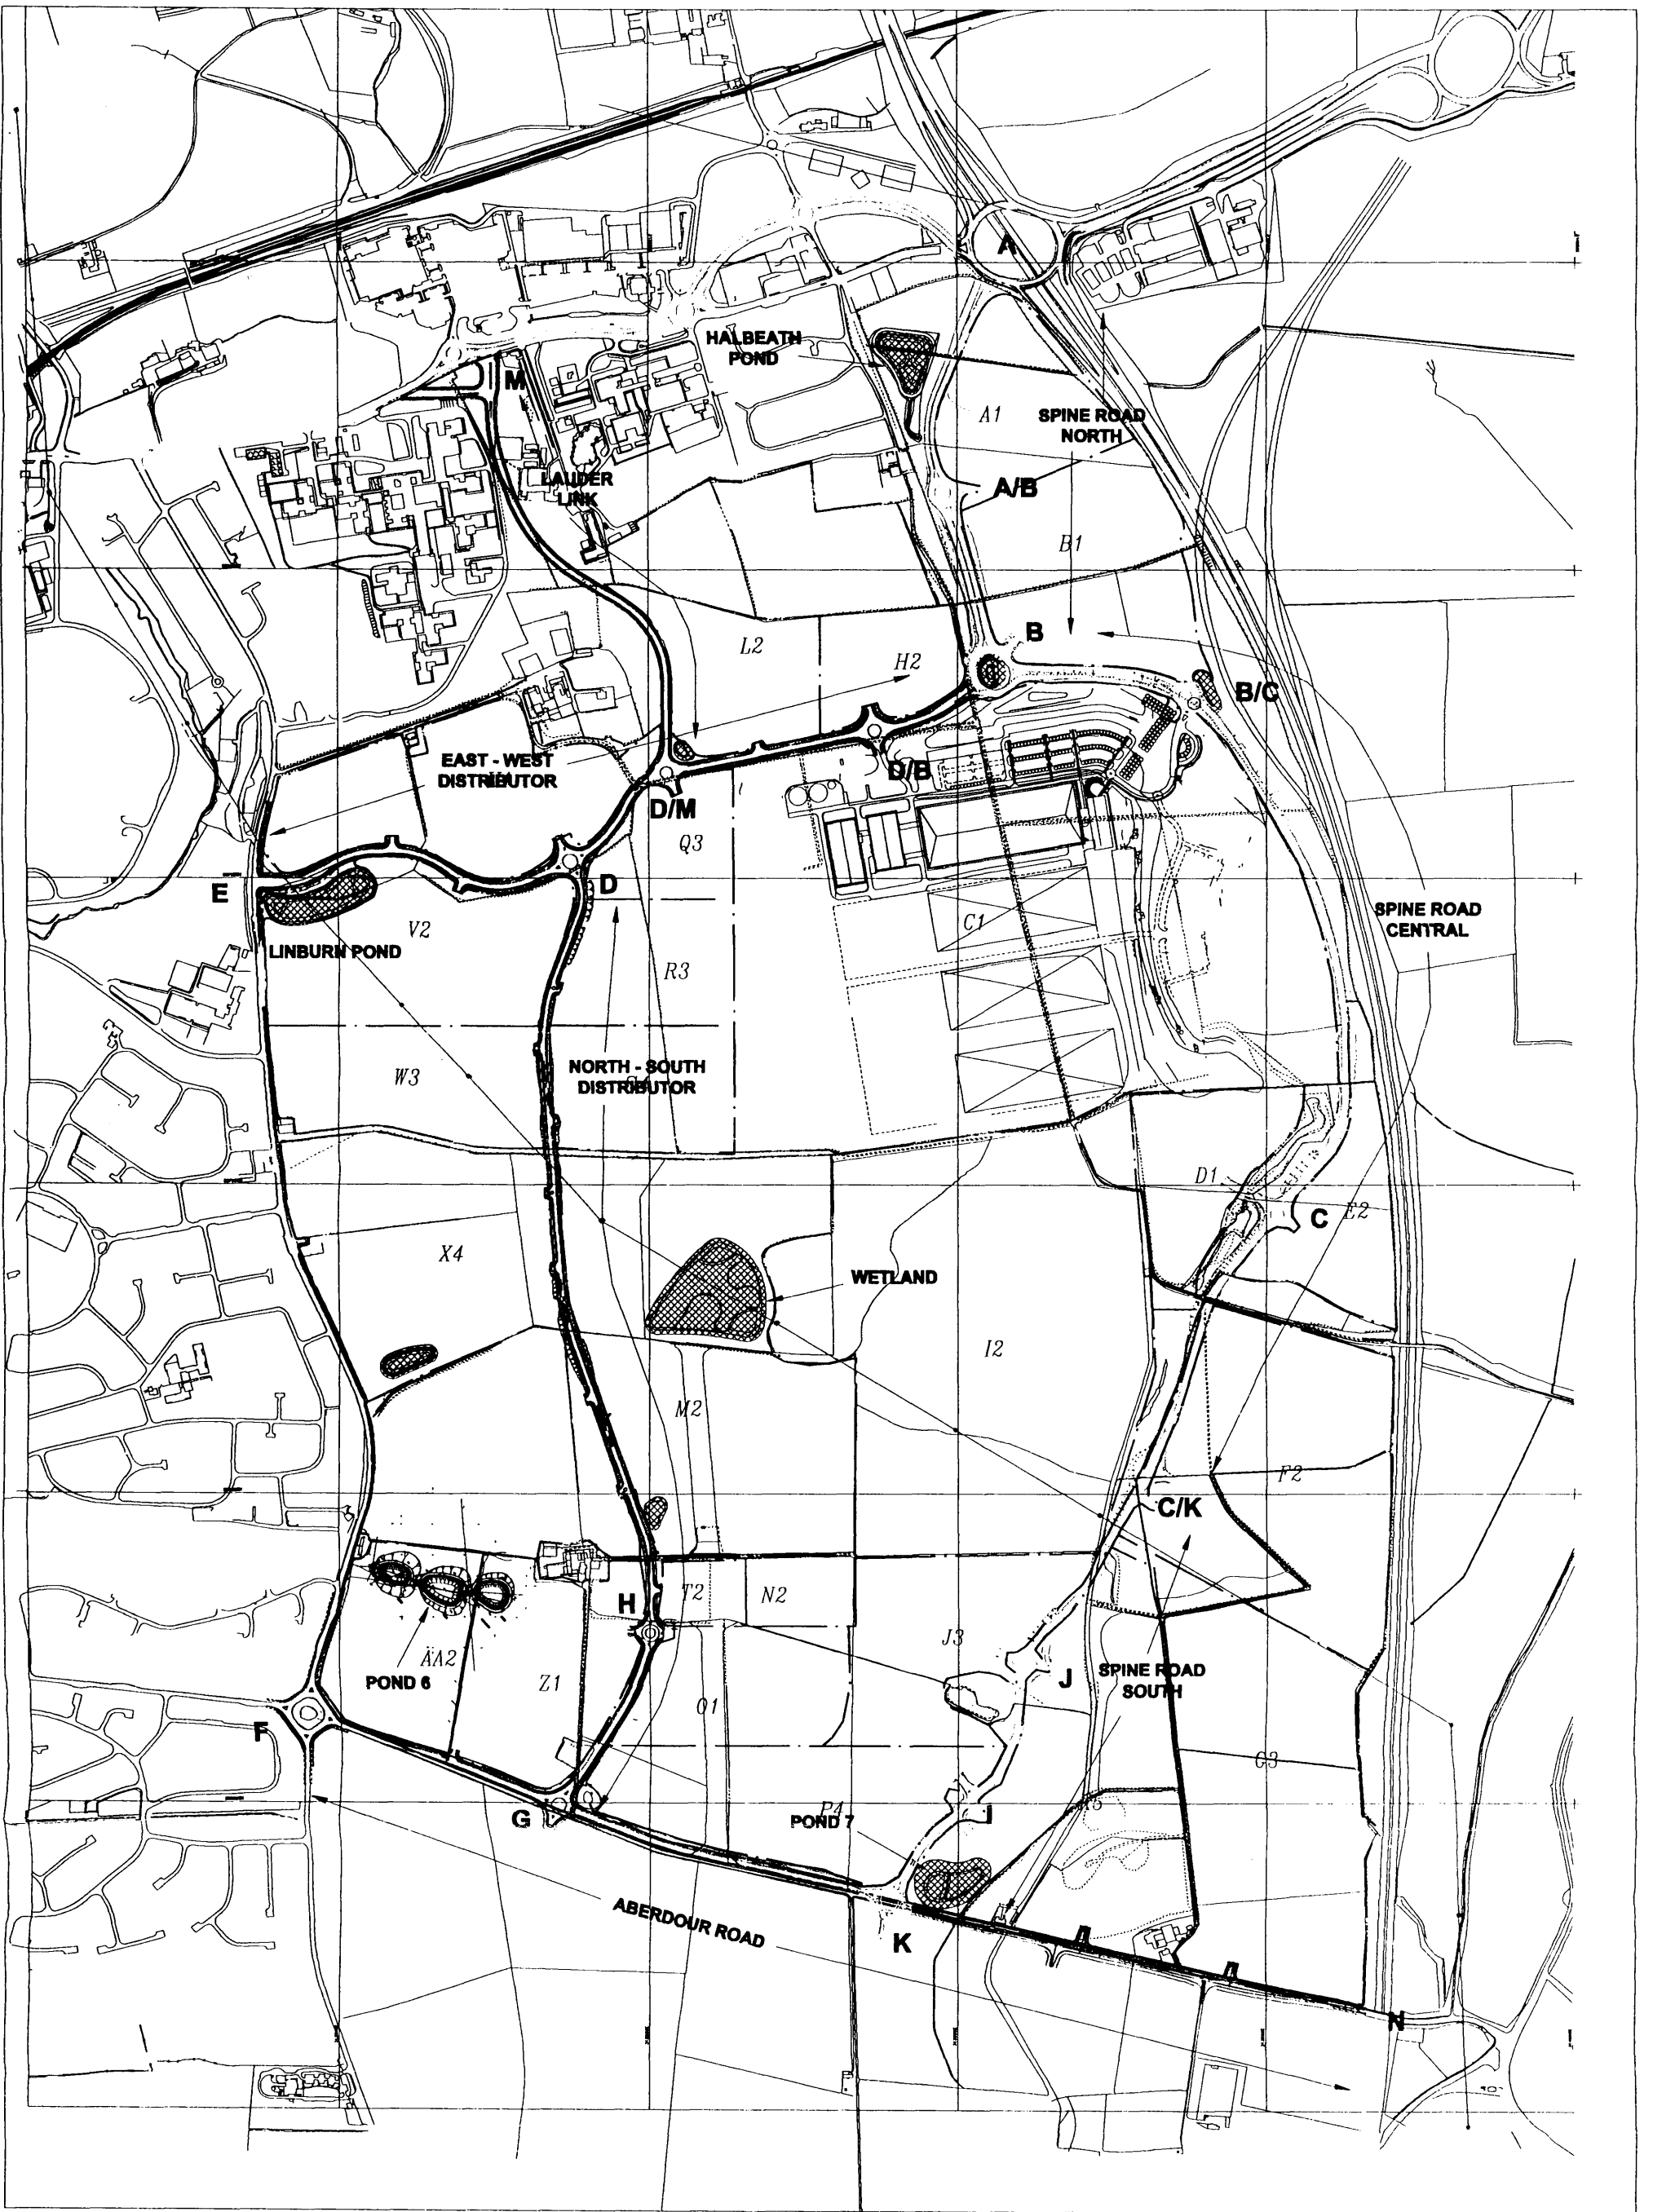 A
HALBEATH
POND
M
A1
SPINE ROAD
NORTH
LAUDER
LINK
A/B
B1
B
L2
H2
B/C
EAST - WEST
DISTRIBUTOR
D/B
D/M
Q3
E
D
V2
C1
SPINE ROAD
CENTRAL
LINBURN POND
R3
NORTH - SOUTH
DISTRIBUTOR
W3
D1
C
E2
X4
WETLAND
I2
M2
F2
C/K
H
T2
N2
J3
AA2
POND 6
Z1
J
SPINE ROAD
SOUTH
O1
F
G3
G
P4
POND 7
I
ABERDOUR ROAD
K
N